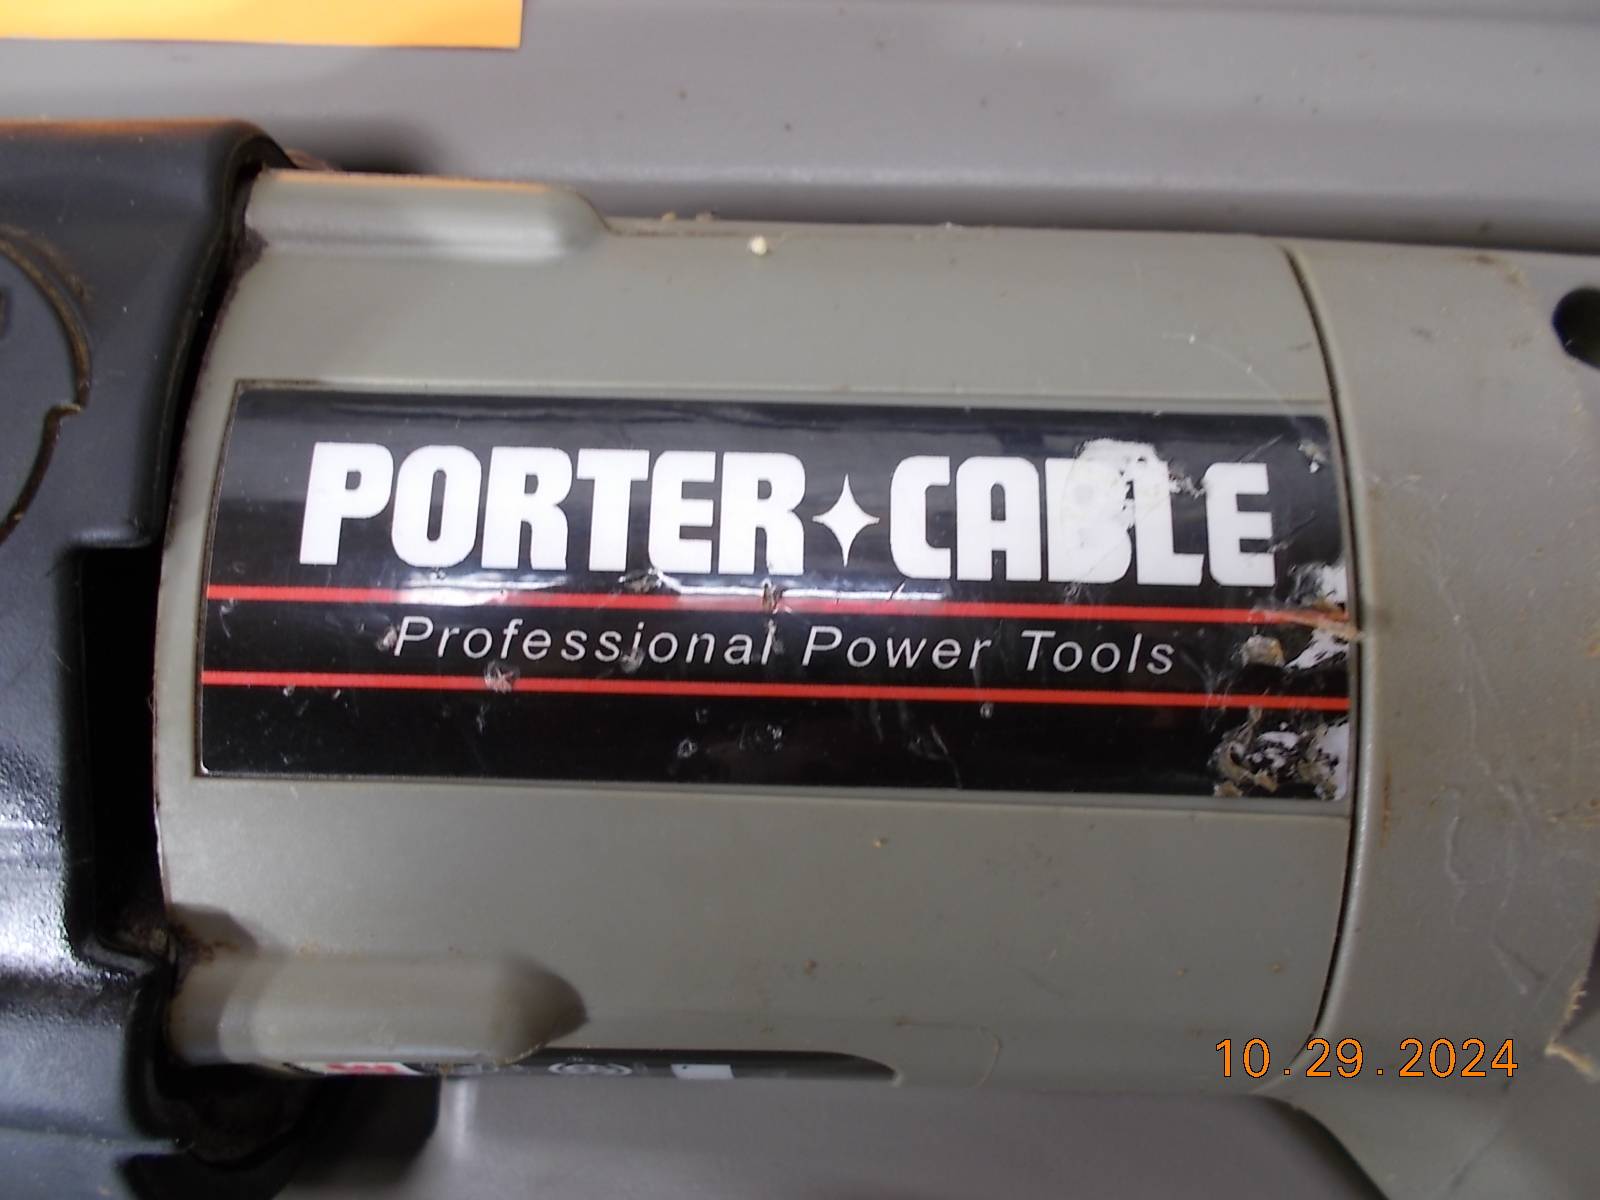 PORTER✦CABLE
Professional Power Tools
10.29.2024